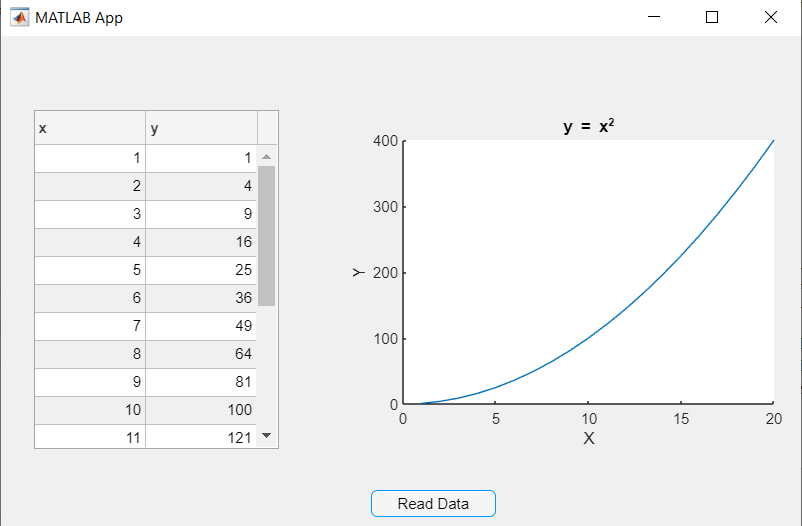 MATLAB App
x y
1 1
2 4
3 9
4 16
5 25
6 36
7 49
8 64
9 81
10 100
11 121
y = x²
400
300
200
100
0
Y
0 5 10 15 20
X
Read Data